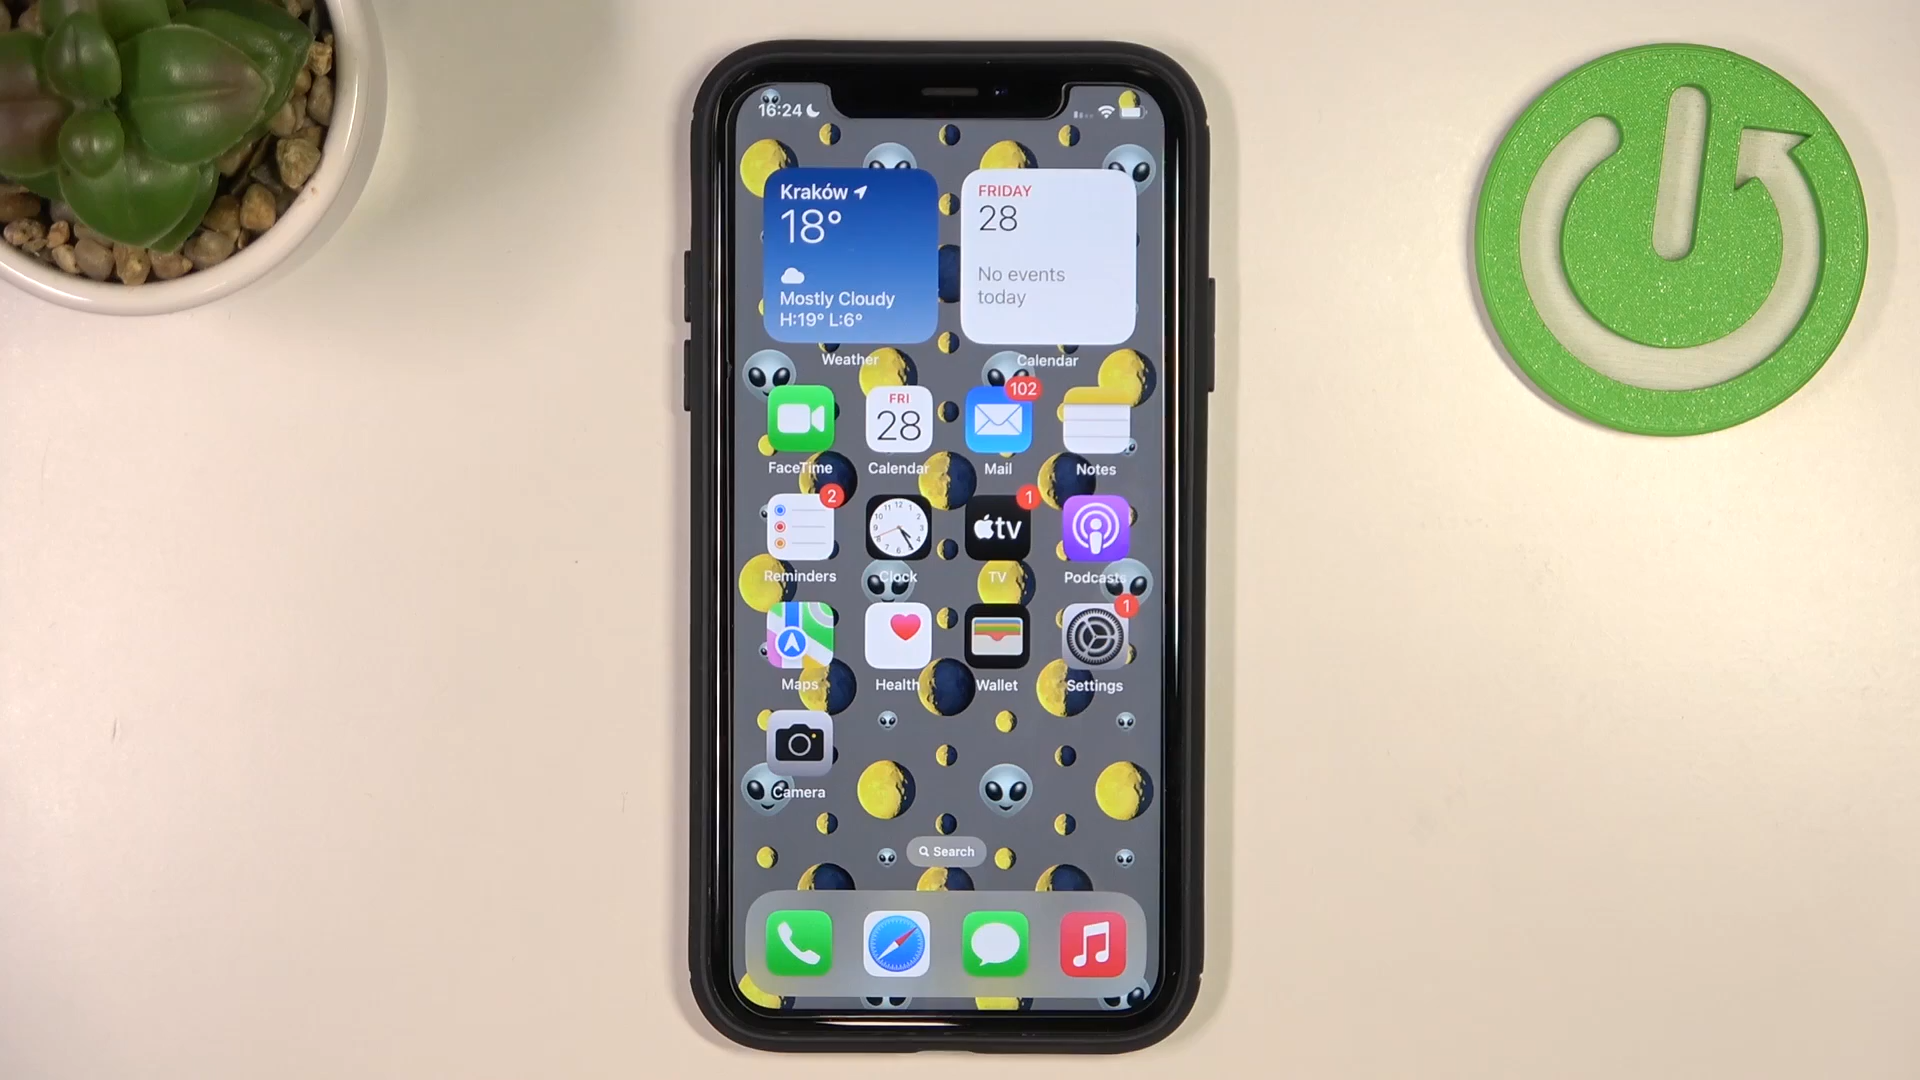 16:24
Kraków
18°
Mostly Cloudy
H:19° L:6°
Weather
FRIDAY
28
No events
today
Calendar
FaceTime
FRI
28
Calendar
102
Mail
Notes
2
Reminders
Clock
1
tv
TV
Podcasts
Maps
Health
Wallet
1
Settings
Camera
Search